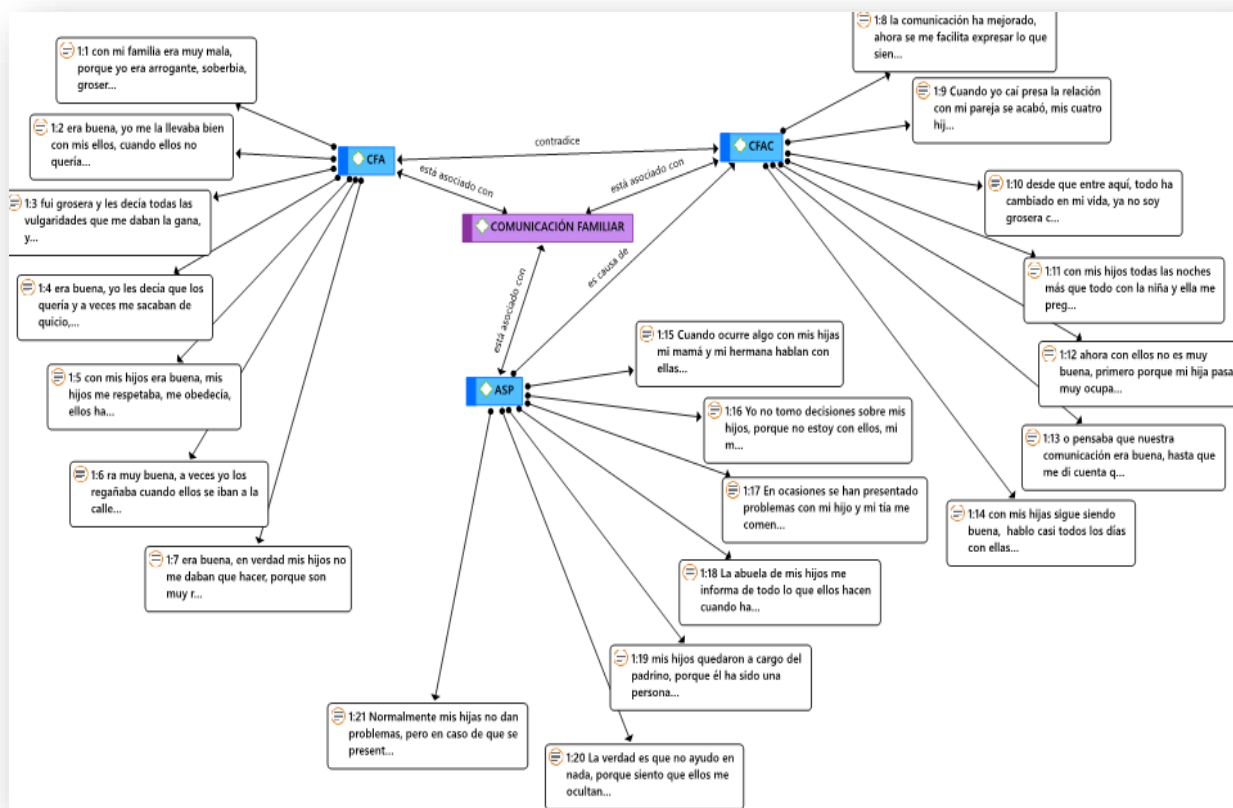 1:1 con mi familia era muy mala,
porque yo era arrogante, soberbia,
groser...
1:2 era buena, yo me la llevaba bien
con mis ellos, cuando ellos no
quería...
1:3 fui grosera y les decía todas las
vulgaridades que me daban la gana,
y...
1:4 era buena, yo les decia que los
quería y a veces me sacaban de
quicio,...
1:5 con mis hijos era buena, mis
hijos me respetaba, me obedecia,
ellos ha...
1:6 ra muy buena, a veces yo los
regañaba cuando ellos se iban a la
calle...
1:7 era buena, en verdad mis hijos no
me daban que hacer, porque son
muy r...
CFA
contradice
CFAC
está asociado con
está asociado con
COMUNICACIÓN FAMILIAR
está asociado con
es causa de
ASP
1:8 la comunicación ha mejorado,
ahora se me facilita expresar lo que
sien...
1:9 Cuando yo caí presa la relación
con mi pareja se acabó, mis cuatro
hij...
1:10 desde que entre aquí, todo ha
cambiado en mi vida, ya no soy
grosera c...
1:11 con mis hijos todas las noches
más que todo con la niña y ella me
preg...
1:12 ahora con ellos no es muy
buena, primero porque mi hija pasa
muy ocupa...
1:13 o pensaba que nuestra
comunicación era buena, hasta que
me di cuenta q...
1:14 con mis hijas sigue siendo
buena, hablo casi todos los días
con ellas...
1:15 Cuando ocurre algo con mis hijas
mi mamá y mi hermana hablan con
ellas...
1:16 Yo no tomo decisiones sobre mis
hijos, porque no estoy con ellos, mi
m...
1:17 En ocasiones se han presentado
problemas con mi hijo y mi tia me
comen...
1:18 La abuela de mis hijos me
informa de todo lo que ellos hacen
cuando ha...
1:19 mis hijos quedaron a cargo del
padrino, porque él ha sido una
persona...
1:20 La verdad es que no ayudo en
nada, porque siento que ellos me
ocultan...
1:21 Normalmente mis hijas no dan
problemas, pero en caso de que se
present...